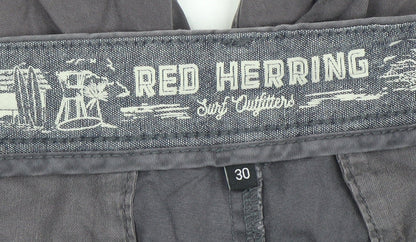 RED HERRING
Surf Outfitters
30